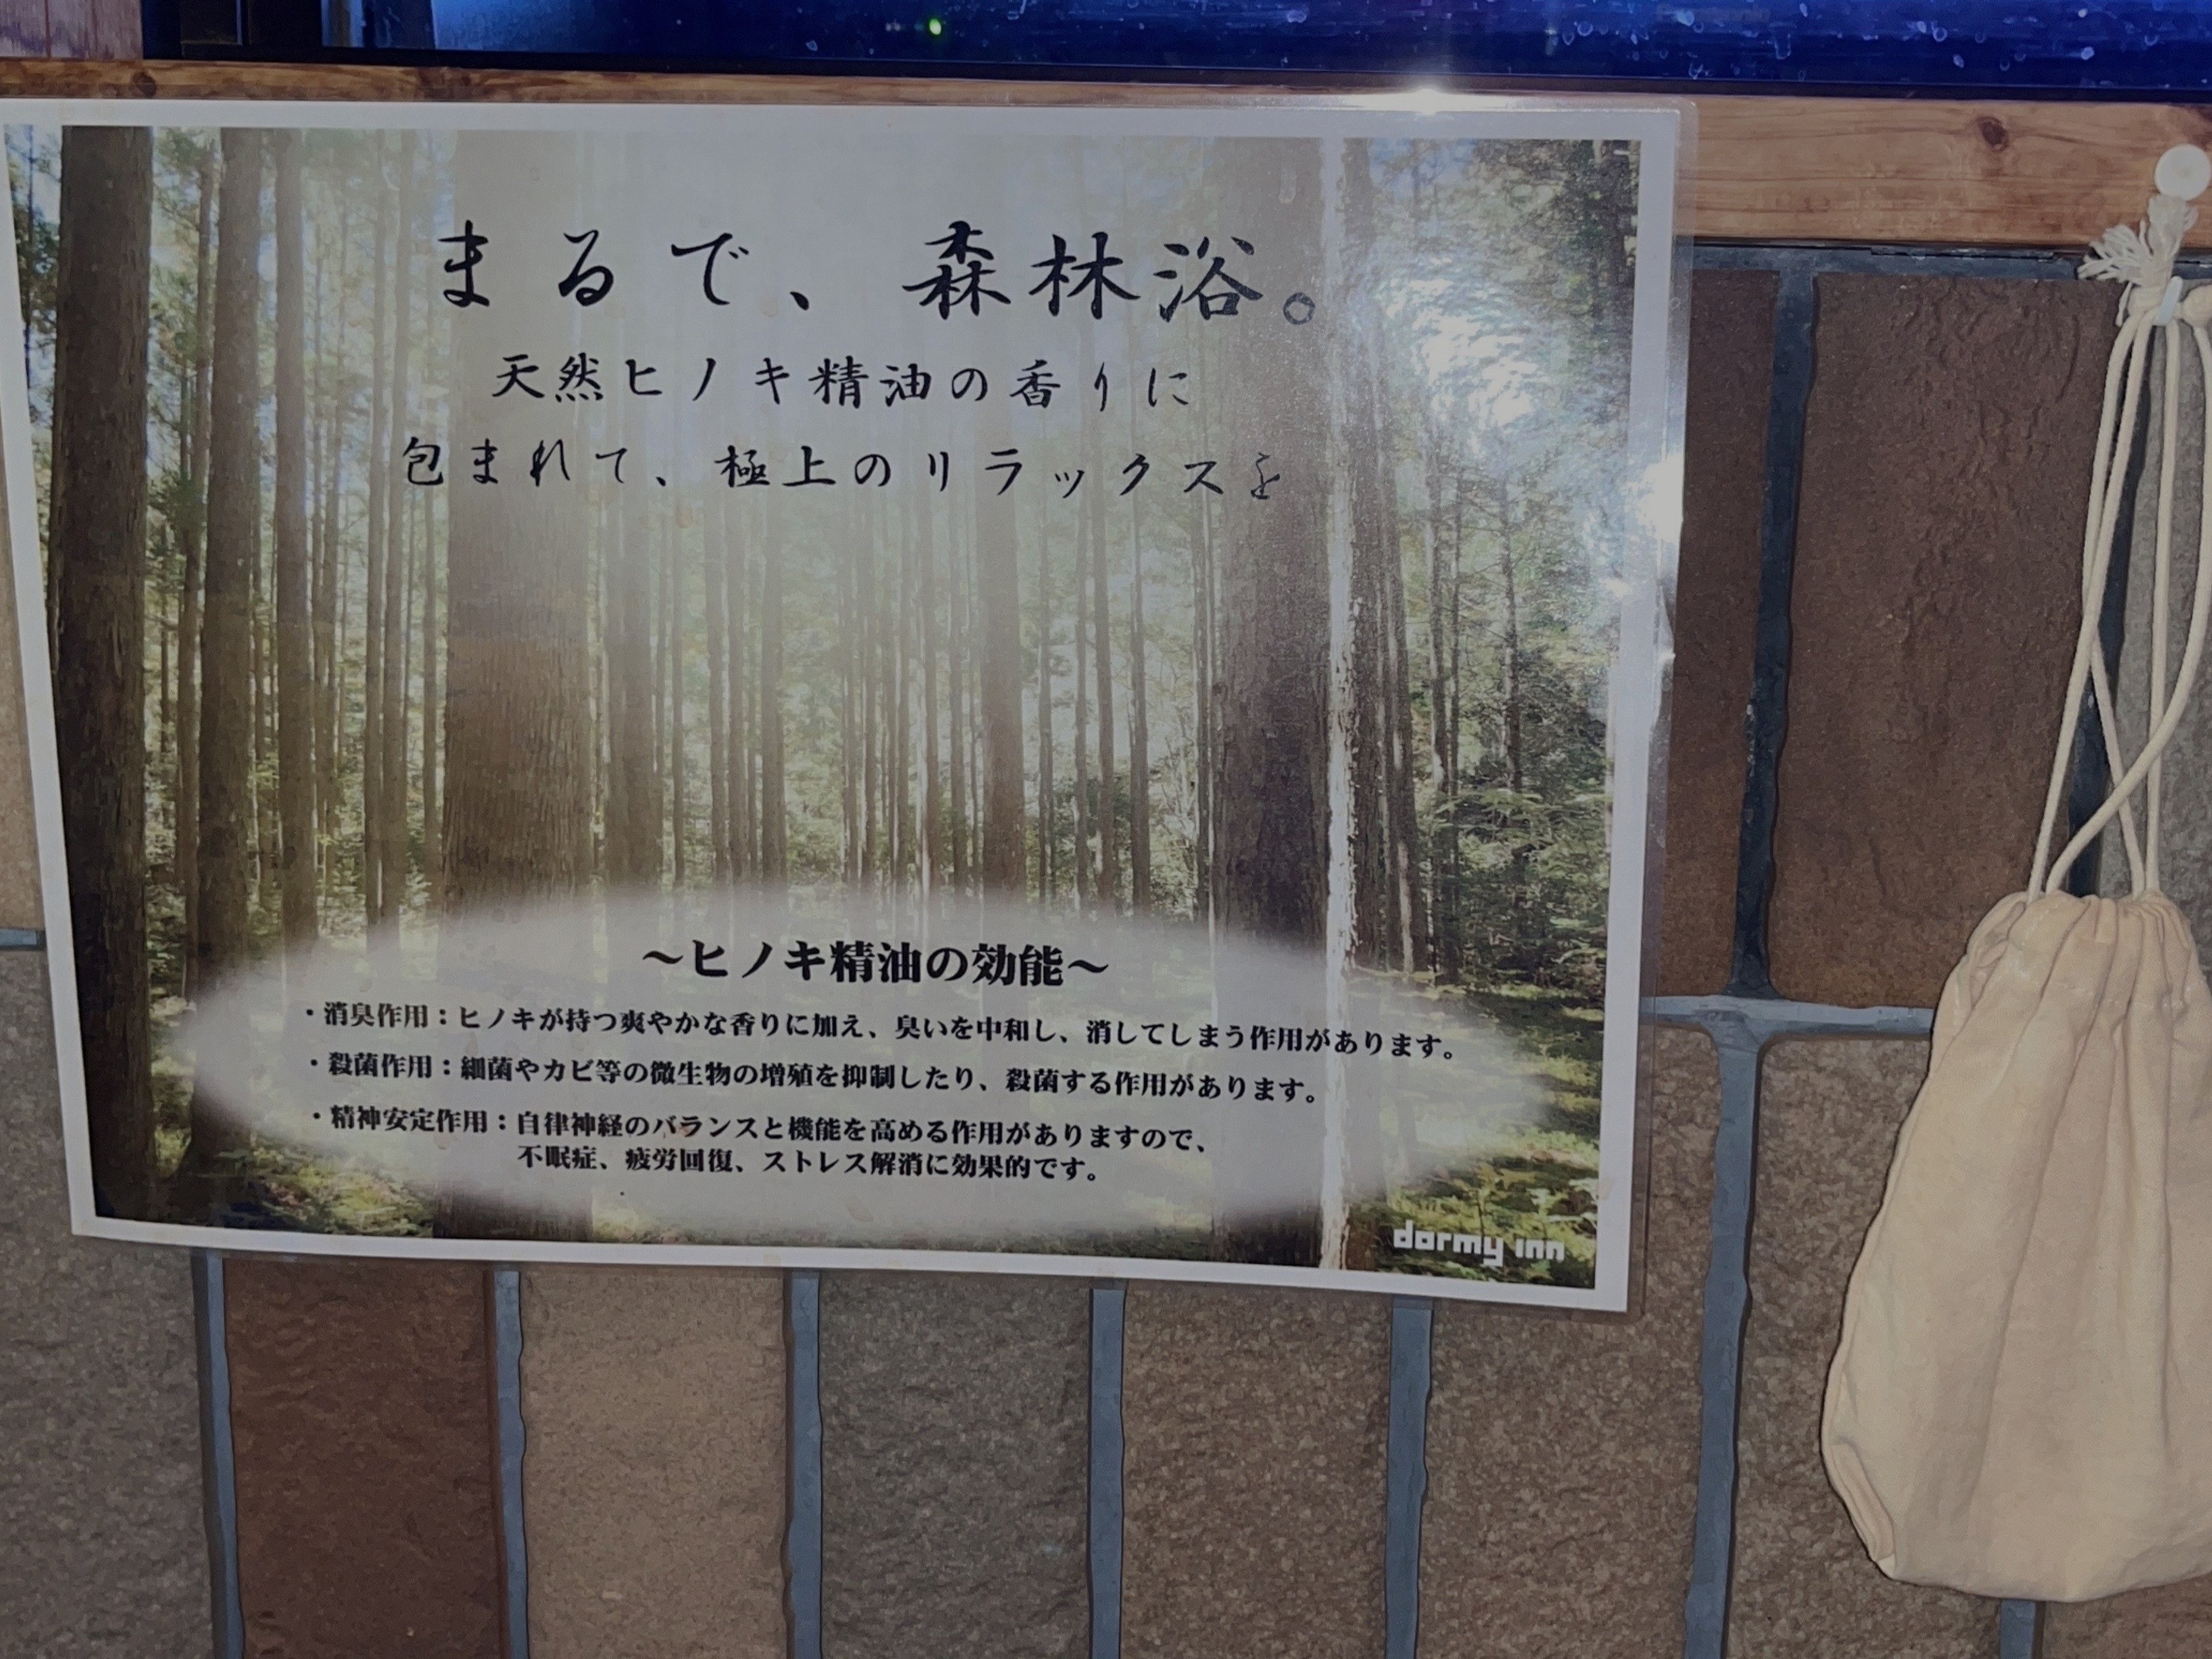 まるで、森林浴。
天然ヒノキ精油の香りに
包まれて、極上のリラックスを
～ヒノキ精油の効能～
・消臭作用：ヒノキが持つ爽やかな香りに加え、臭いを中和し、消してしまう作用があります。
・殺菌作用：細菌やカビ等の微生物の増殖を抑制したり、殺菌する作用があります。
・精神安定作用：自律神経のバランスと機能を高める作用がありますので、
不眠症、疲労回復、ストレス解消に効果的です。
dormy inn